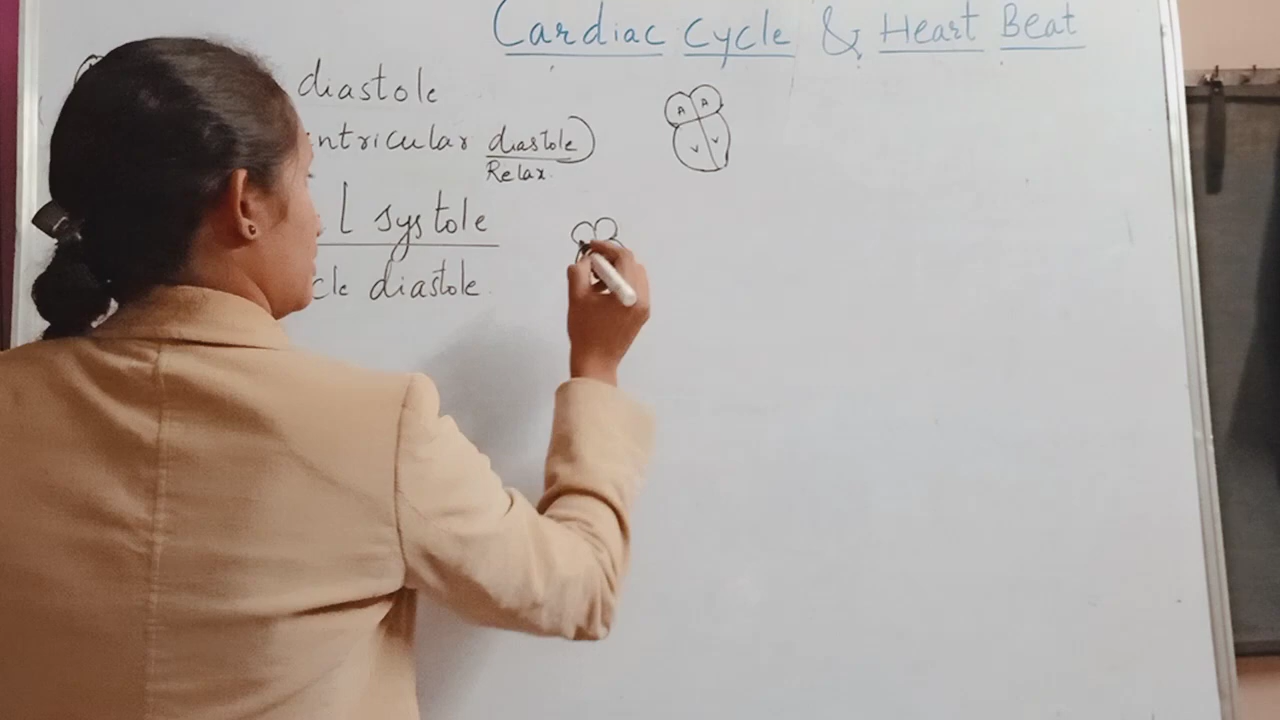 Cardiac Cycle & Heart Beat
diastole
ntricular diastole)
Relax.
l systole
cle diastole.
A A
V V